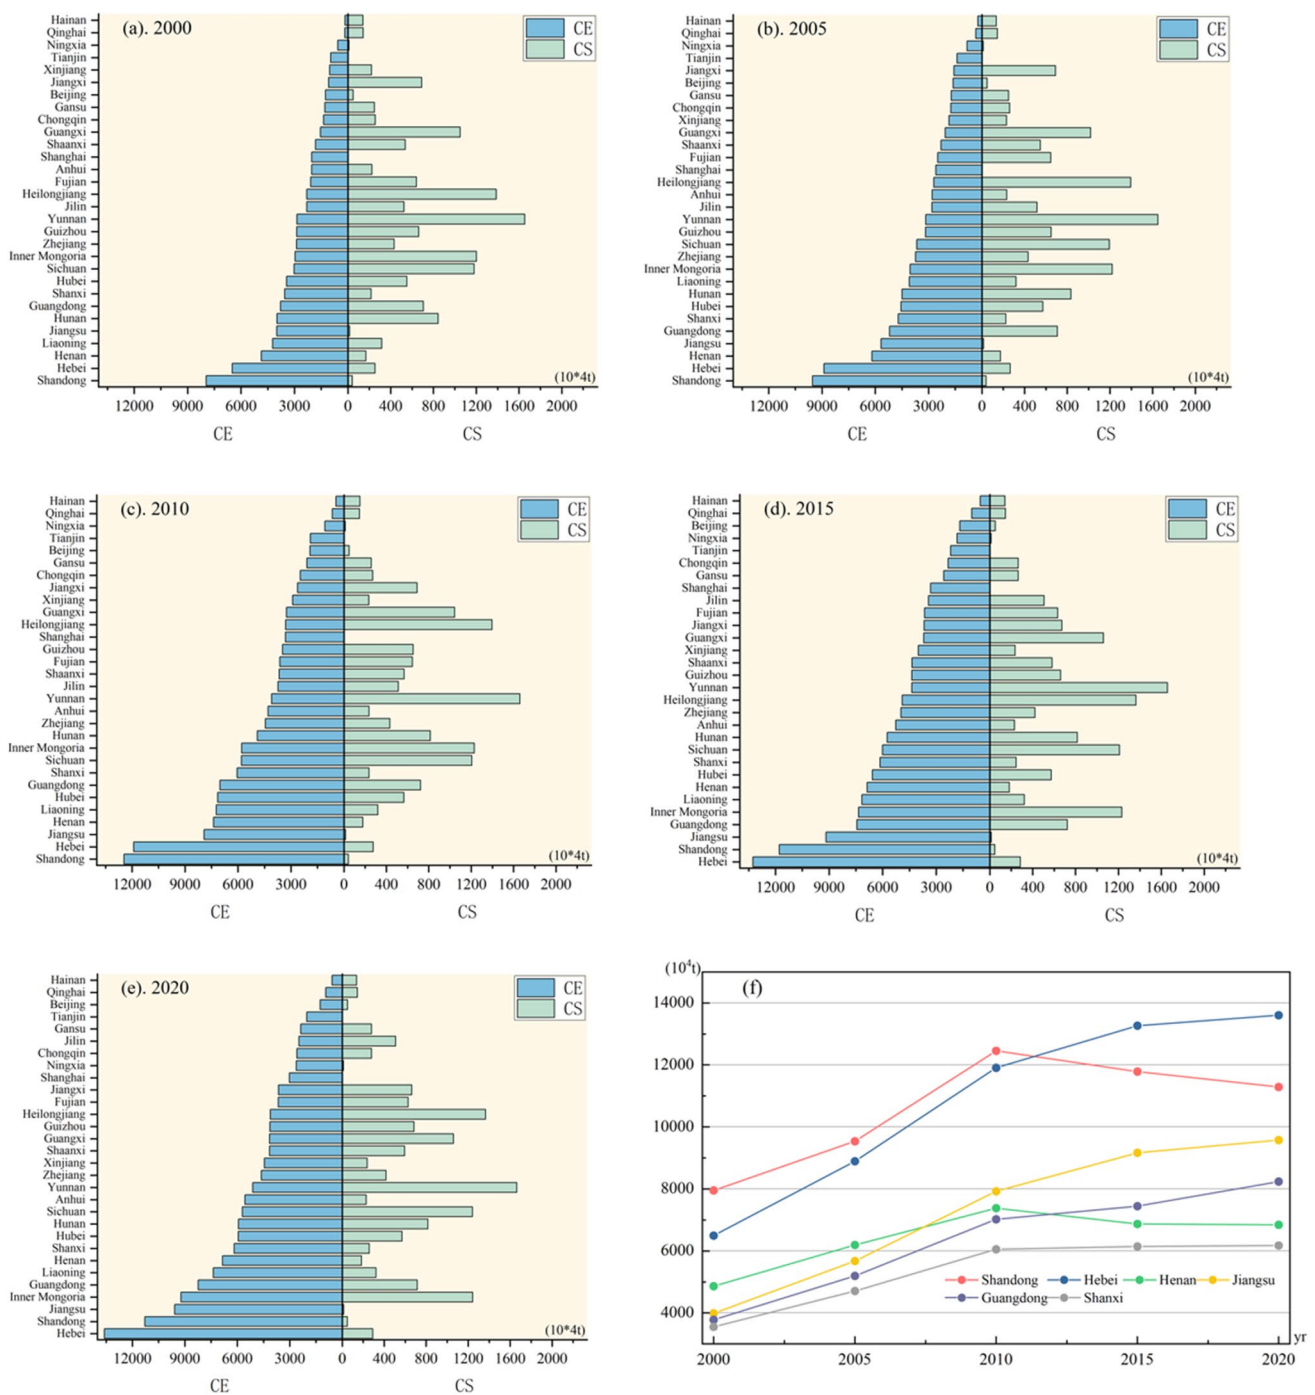 (a). 2000
CE
CS
Hainan
Qinghai
Ningxia
Tianjin
Xinjiang
Jiangxi
Beijing
Gansu
Chongqin
Guangxi
Shaanxi
Shanghai
Anhui
Fujian
Heilongjiang
Jilin
Yunnan
Guizhou
Zhejiang
Inner Mongoria
Sichuan
Hubei
Shanxi
Guangdong
Hunan
Jiangsu
Liaoning
Henan
Hebei
Shandong
(10*4t)
12000 9000 6000 3000 0 400 800 1200 1600 2000
CE CS
(b). 2005
CE
CS
Hainan
Qinghai
Ningxia
Tianjin
Jiangxi
Beijing
Gansu
Chongqin
Xinjiang
Guangxi
Shaanxi
Fujian
Shanghai
Heilongjiang
Anhui
Jilin
Yunnan
Guizhou
Sichuan
Zhejiang
Inner Mongoria
Liaoning
Hunan
Hubei
Shanxi
Guangdong
Jiangsu
Henan
Hebei
Shandong
(10*4t)
12000 9000 6000 3000 0 400 800 1200 1600 2000
CE CS
(c). 2010
CE
CS
Hainan
Qinghai
Ningxia
Tianjin
Beijing
Gansu
Chongqin
Jiangxi
Xinjiang
Guangxi
Heilongjiang
Shanghai
Guizhou
Fujian
Shaanxi
Jilin
Yunnan
Anhui
Zhejiang
Hunan
Inner Mongoria
Sichuan
Shanxi
Guangdong
Hubei
Liaoning
Henan
Jiangsu
Hebei
Shandong
(10*4t)
12000 9000 6000 3000 0 400 800 1200 1600 2000
CE CS
(d). 2015
CE
CS
Hainan
Qinghai
Beijing
Ningxia
Tianjin
Chongqin
Gansu
Shanghai
Jilin
Fujian
Jiangxi
Guangxi
Xinjiang
Shaanxi
Guizhou
Yunnan
Heilongjiang
Zhejiang
Anhui
Hunan
Sichuan
Shanxi
Hubei
Henan
Liaoning
Inner Mongoria
Guangdong
Jiangsu
Shandong
Hebei
(10*4t)
12000 9000 6000 3000 0 400 800 1200 1600 2000
CE CS
(e). 2020
CE
CS
Hainan
Qinghai
Beijing
Tianjin
Gansu
Jilin
Chongqin
Ningxia
Shanghai
Jiangxi
Fujian
Heilongjiang
Guizhou
Guangxi
Shaanxi
Xinjiang
Zhejiang
Yunnan
Anhui
Sichuan
Hunan
Hubei
Shanxi
Henan
Liaoning
Guangdong
Inner Mongoria
Jiangsu
Shandong
Hebei
(10*4t)
12000 9000 6000 3000 0 400 800 1200 1600 2000
CE CS
(10⁴t)
(f)
14000
12000
10000
8000
6000
4000
Shandong Hebei Henan Jiangsu
Guangdong Shanxi
yr
2000 2005 2010 2015 2020